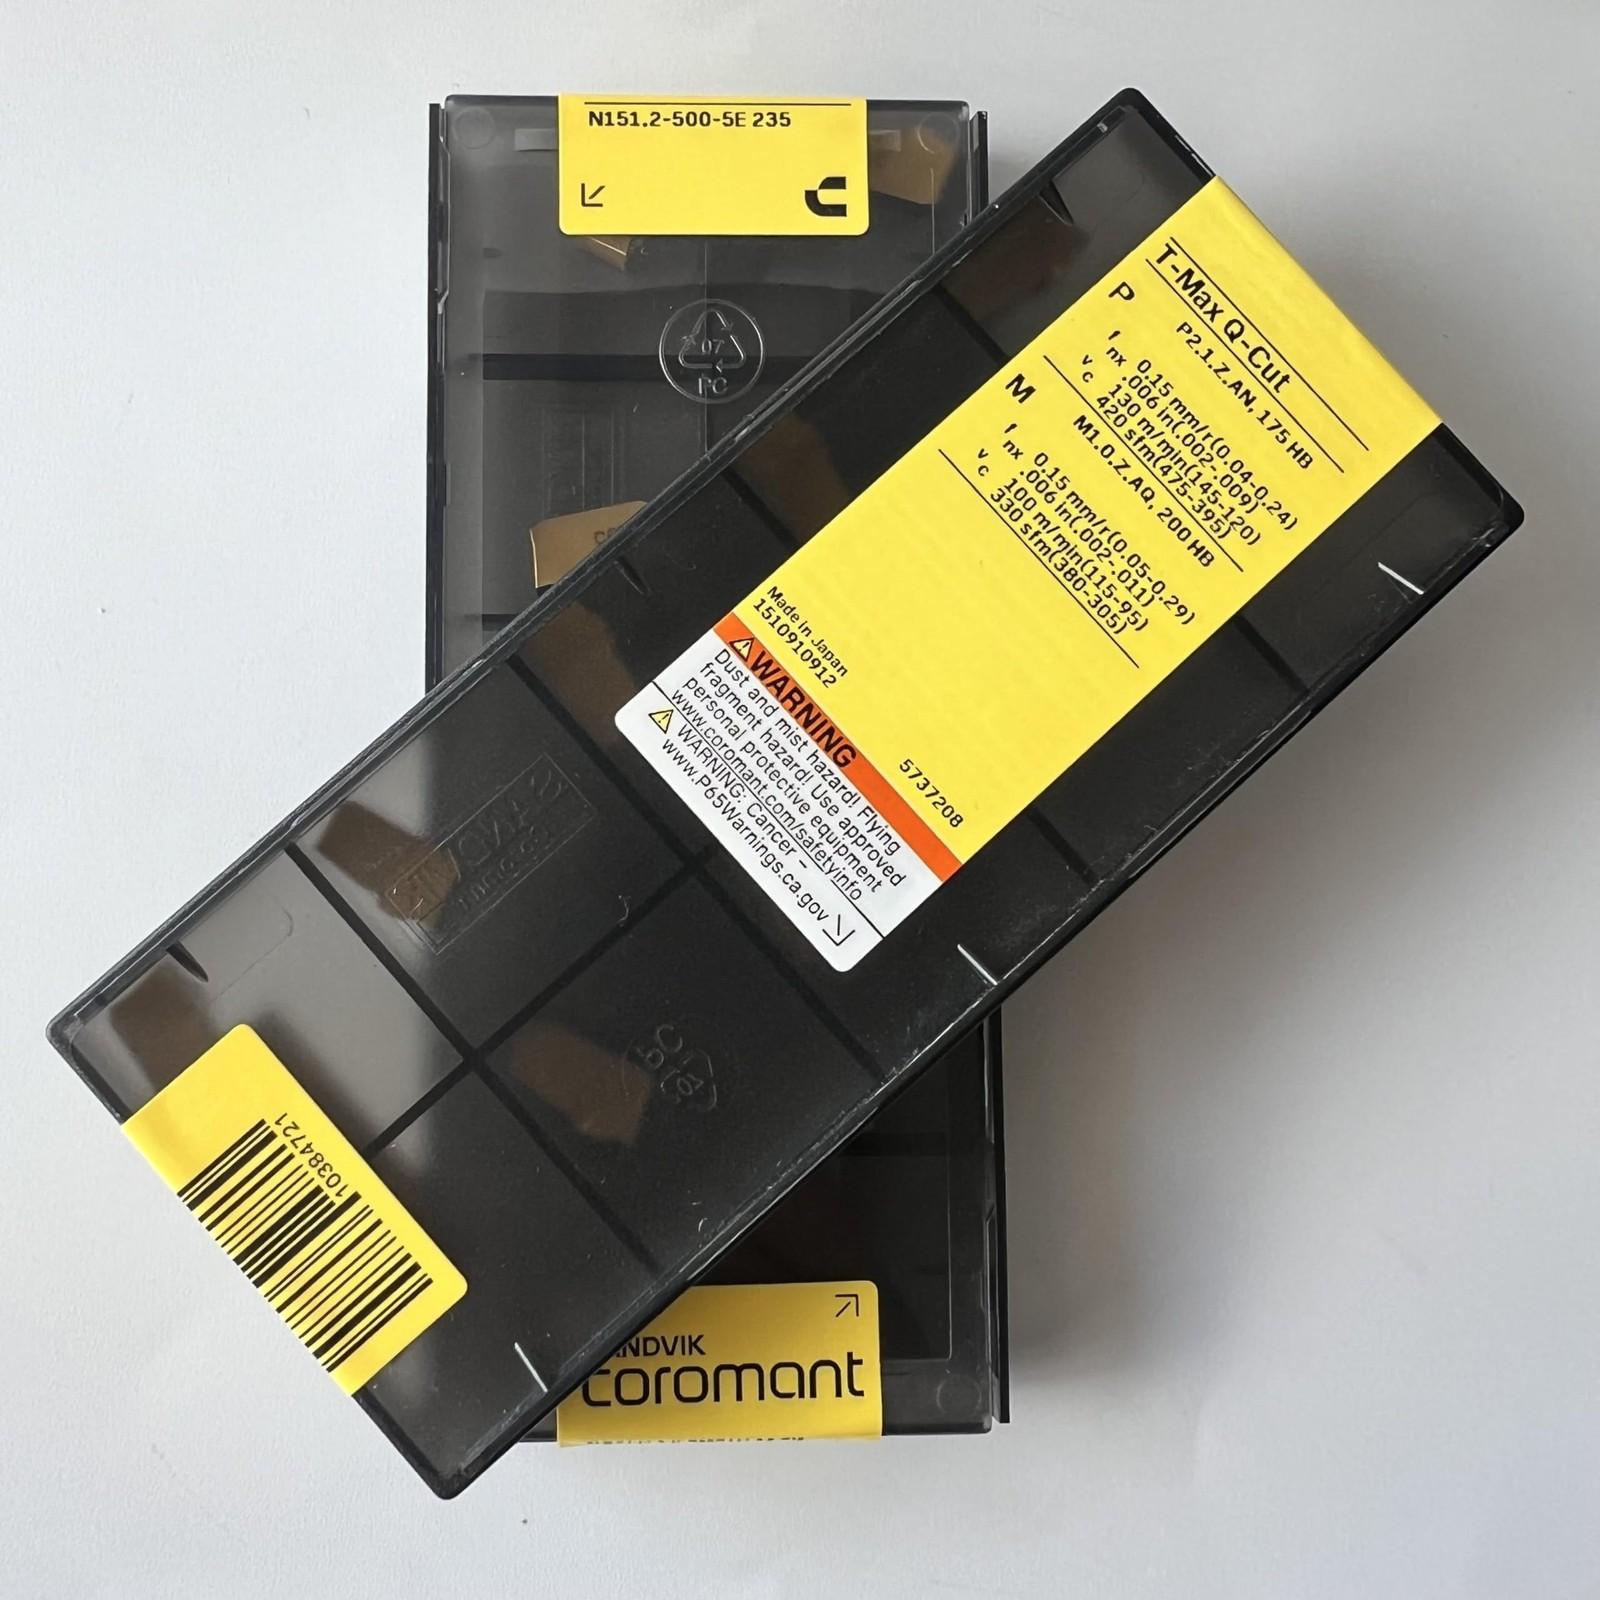 N151.2-500-5E 235
07
PC
T-Max Q-Cut
P P2.1.Z.AN, 175 HB
f nx 0.15 mm/r(0.04-0.24)
.006 in(.002-.009)
v c 130 m/min(145-120)
420 sfm(475-395)
M M1.0.Z.AQ, 200 HB
f nx 0.15 mm/r(0.05-0.29)
.006 in(.002-.011)
v c 100 m/min(115-95)
330 sfm(380-305)
Made in Japan
1510910912
5737208
WARNING
Dust and mist hazard! Flying
fragment hazard! Use approved
personal protective equipment
www.coromant.com/safetyinfo
WARNING: Cancer -
www.P65Warnings.ca.gov
SANDVIK
Coromant
10384721
coromant